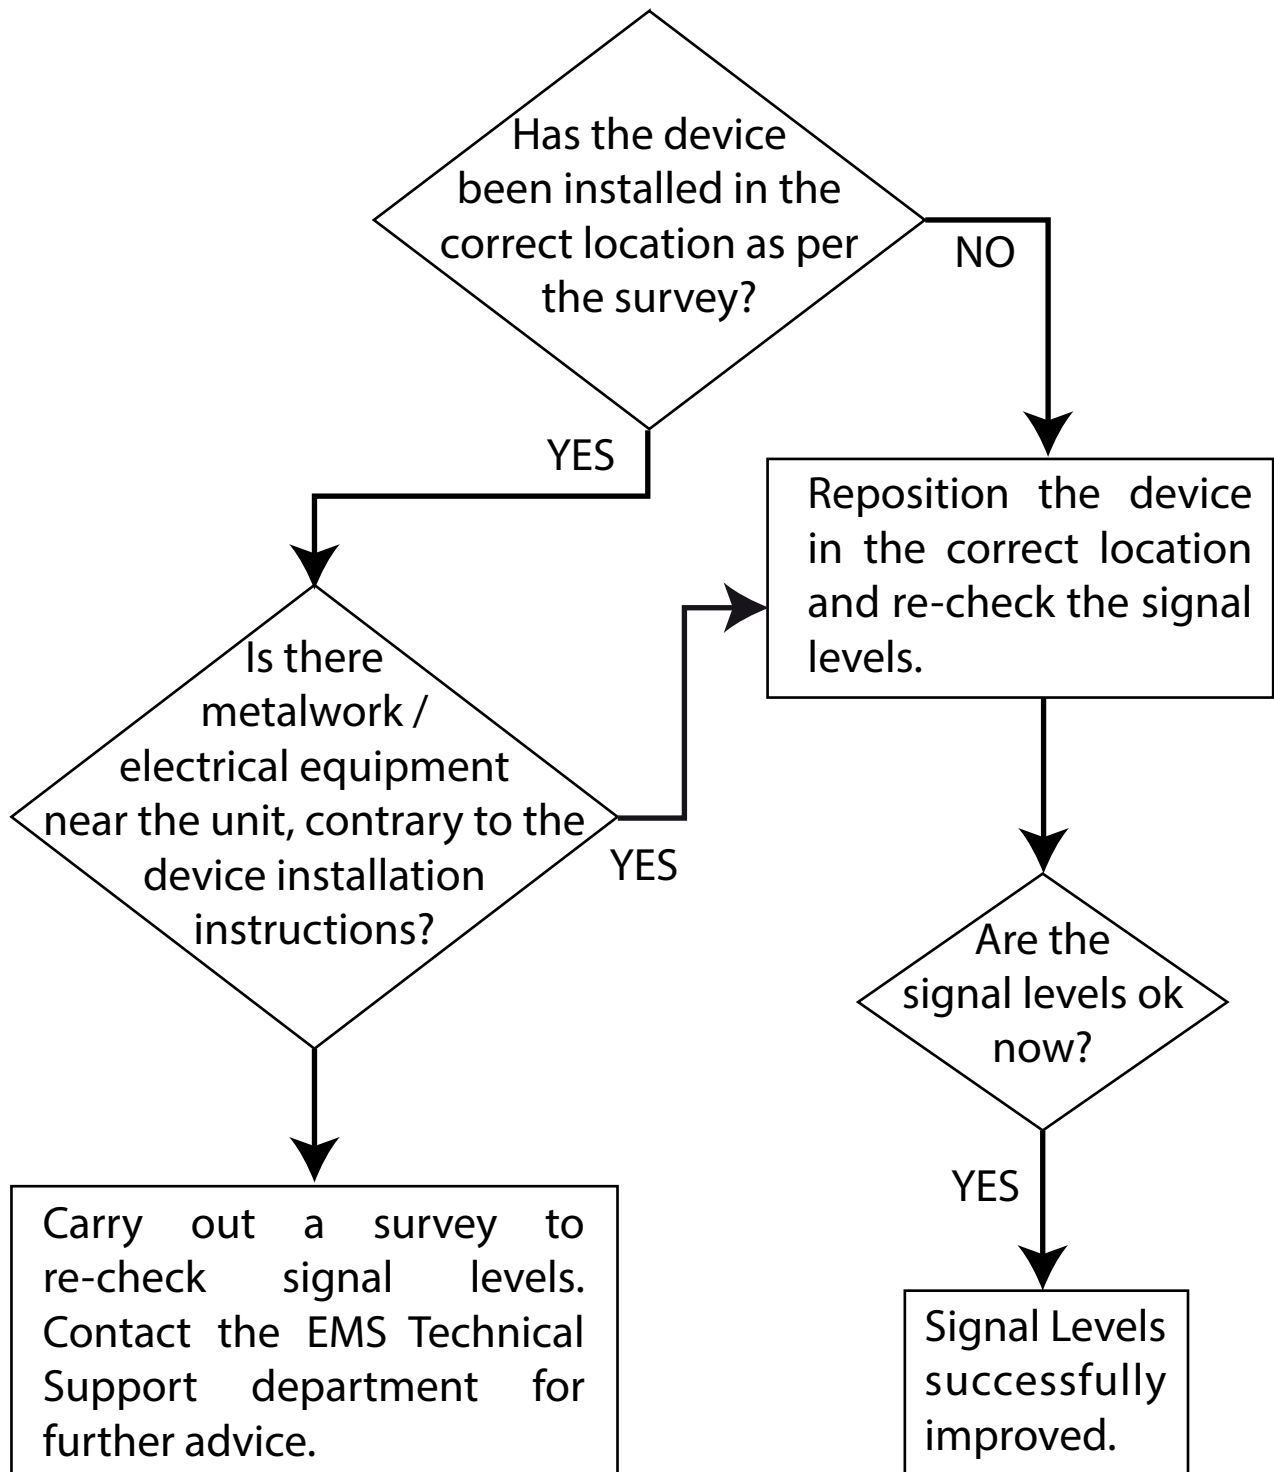 Has the device
been installed in the
correct location as per
the survey?
NO
YES
Reposition the device
in the correct location
and re-check the signal
levels.
Is there
metalwork /
electrical equipment
near the unit, contrary to the
device installation
instructions?
YES
Are the
signal levels ok
now?
YES
Carry out a survey to
re-check signal levels.
Contact the EMS Technical
Support department for
further advice.
Signal Levels
successfully
improved.